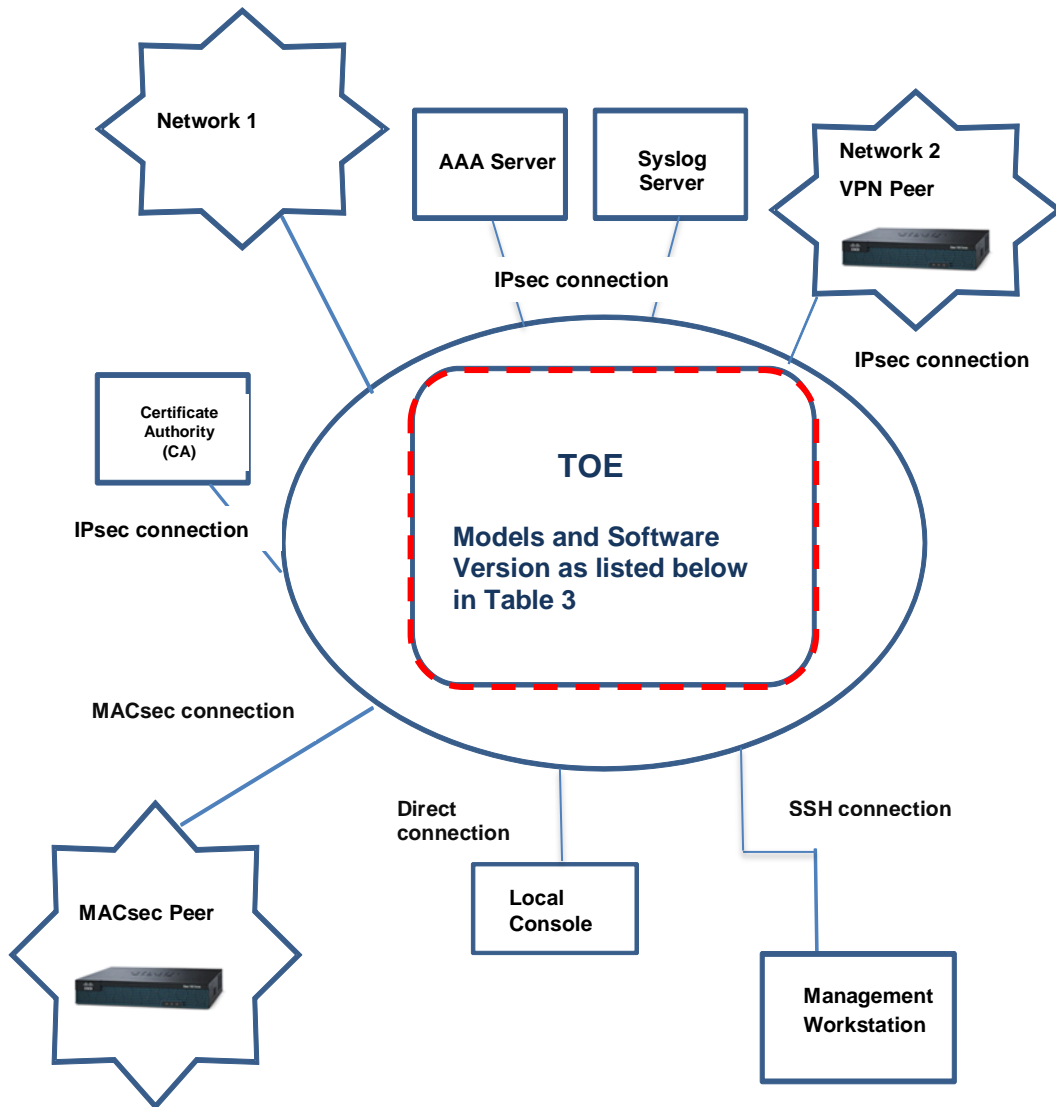 Network 1
AAA Server
Syslog
Server
Network 2
VPN Peer
IPsec connection
IPsec connection
Certificate
Authority
(CA)
TOE
Models and Software
Version as listed below
in Table 3
IPsec connection
MACsec connection
Direct
connection
SSH connection
MACsec Peer
Local
Console
Management
Workstation